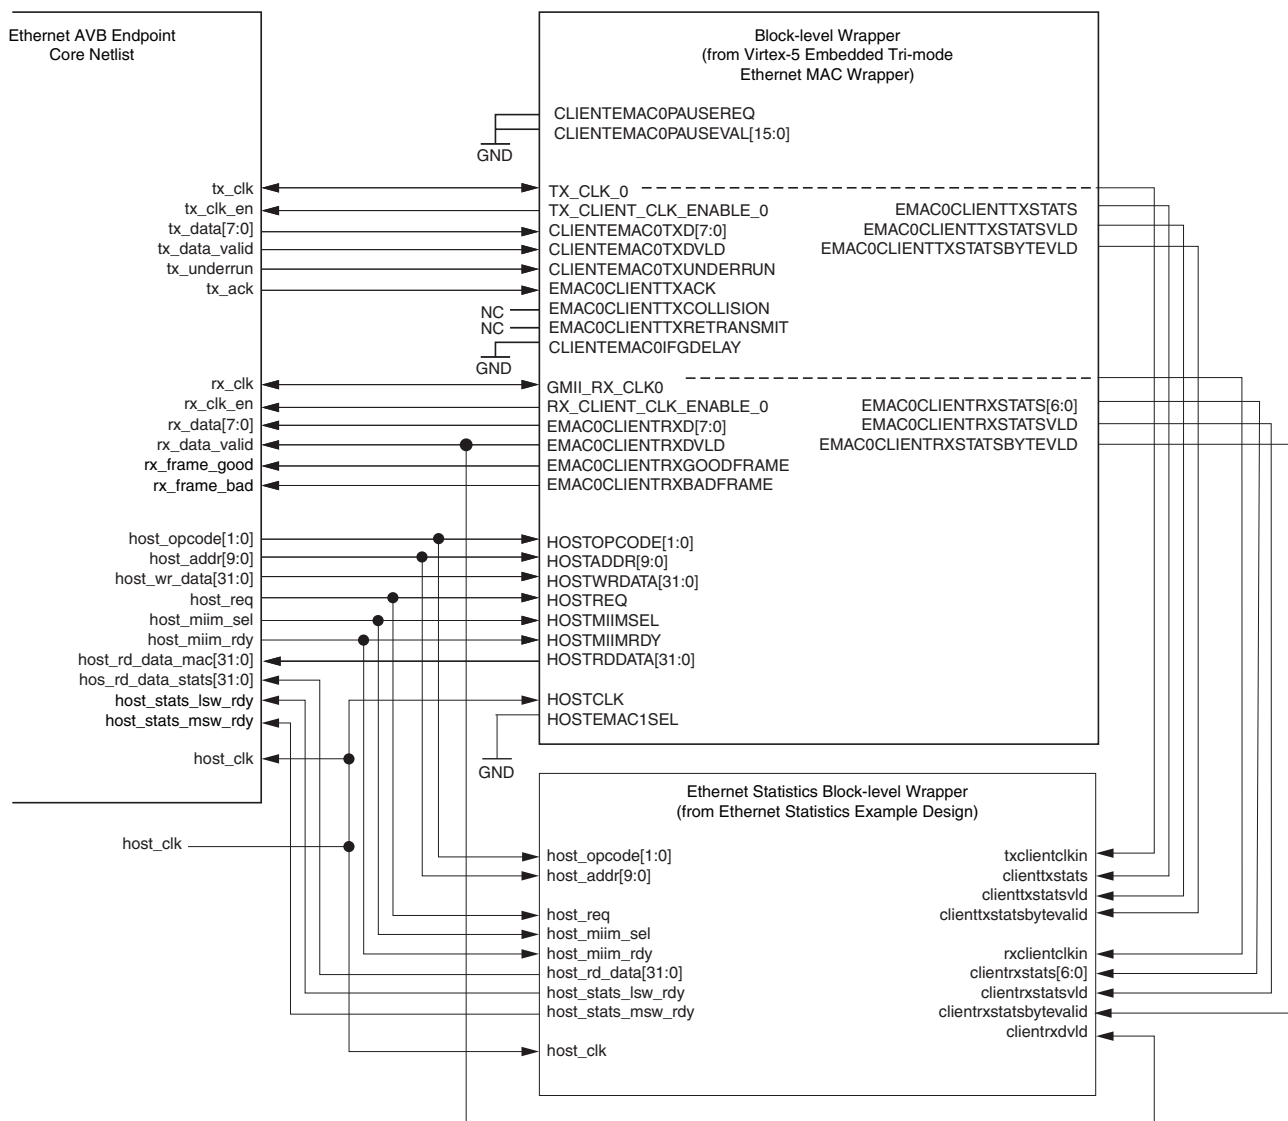 Ethernet AVB Endpoint
Core Netlist
tx_clk
tx_clk_en
tx_data[7:0]
tx_data_valid
tx_underrun
tx_ack
rx_clk
rx_clk_en
rx_data[7:0]
rx_data_valid
rx_frame_good
rx_frame_bad
host_opcode[1:0]
host_addr[9:0]
host_wr_data[31:0]
host_req
host_miim_sel
host_miim_rdy
host_rd_data_mac[31:0]
hos_rd_data_stats[31:0]
host_stats_lsw_rdy
host_stats_msw_rdy
host_clk
host_clk
Block-level Wrapper
(from Virtex-5 Embedded Tri-mode
Ethernet MAC Wrapper)
CLIENTEMAC0PAUSEREQ
CLIENTEMAC0PAUSEVAL[15:0]
GND
TX_CLK_0
TX_CLIENT_CLK_ENABLE_0
CLIENTEMAC0TXD[7:0]
CLIENTEMAC0TXDVLD
CLIENTEMAC0TXUNDERRUN
EMAC0CLIENTTXACK
NC
EMAC0CLIENTTXCOLLISION
NC
EMAC0CLIENTTXRETRANSMIT
CLIENTEMAC0IFGDELAY
GND
EMAC0CLIENTTXSTATS
EMAC0CLIENTTXSTATSVLD
EMAC0CLIENTTXSTATSBYTEVLD
GMII_RX_CLK0
RX_CLIENT_CLK_ENABLE_0
EMAC0CLIENTRXD[7:0]
EMAC0CLIENTRXDVLD
EMAC0CLIENTRXGOODFRAME
EMAC0CLIENTRXBADFRAME
EMAC0CLIENTRXSTATS[6:0]
EMAC0CLIENTRXSTATSVLD
EMAC0CLIENTRXSTATSBYTEVLD
HOSTOPCODE[1:0]
HOSTADDR[9:0]
HOSTWRDATA[31:0]
HOSTREQ
HOSTMIIMSEL
HOSTMIIMRDY
HOSTRDDATA[31:0]
HOSTCLK
HOSTEMAC1SEL
GND
Ethernet Statistics Block-level Wrapper
(from Ethernet Statistics Example Design)
host_opcode[1:0]
host_addr[9:0]
host_req
host_miim_sel
host_miim_rdy
host_rd_data[31:0]
host_stats_lsw_rdy
host_stats_msw_rdy
host_clk
txclientclkin
clienttxstats
clienttxstatsvld
clienttxstatsbytevalid
rxclientclkin
clientrxstats[6:0]
clientrxstatsvld
clientrxstatsbytevalid
clientrxdvld